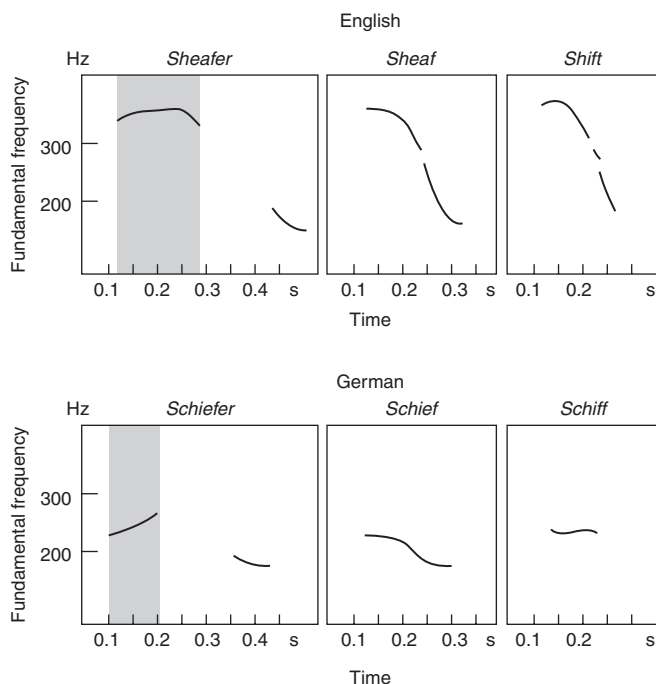 English
Hz Sheafer Sheaf Shift
Fundamental frequency
300
200
0.1 0.2 0.3 0.4 s 0.1 0.2 0.3 s 0.1 0.2 s
Time
German
Hz Schiefer Schief Schiff
Fundamental frequency
300
200
0.1 0.2 0.3 0.4 s 0.1 0.2 0.3 s 0.1 0.2 s
Time